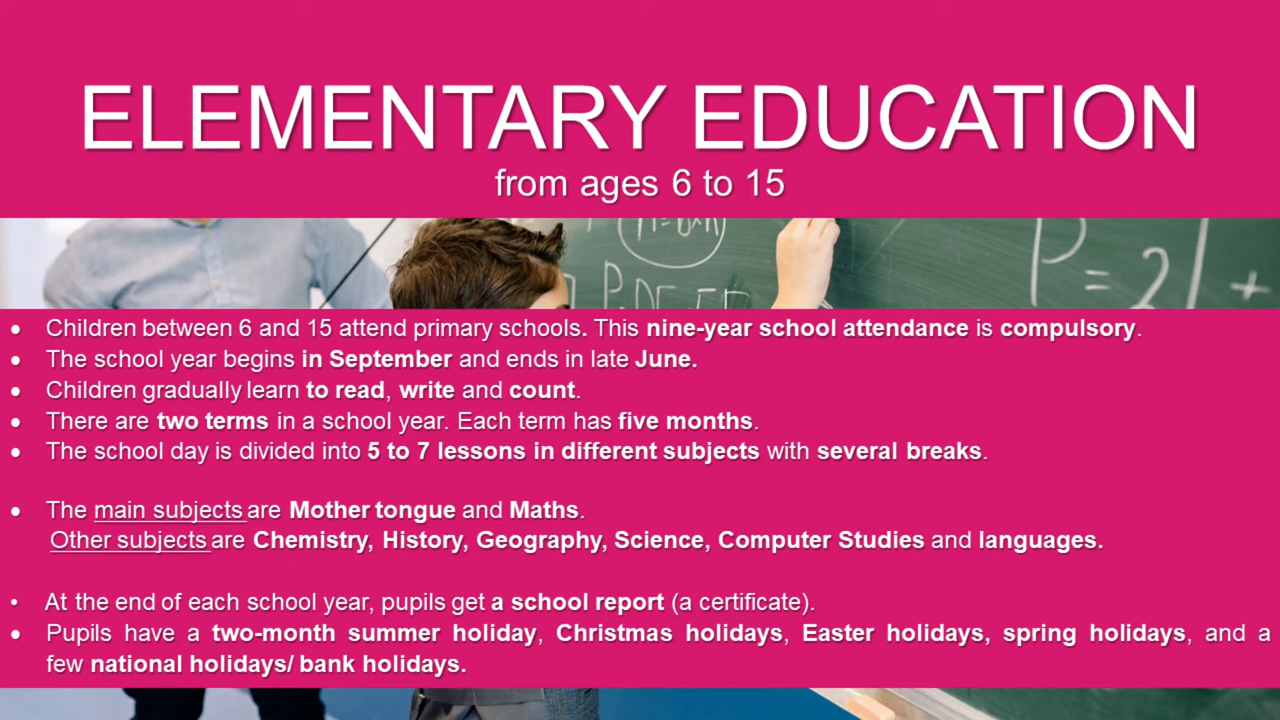 ELEMENTARY EDUCATION
from ages 6 to 15
P = 2 +
• Children between 6 and 15 attend primary schools. This nine-year school attendance is compulsory.
• The school year begins in September and ends in late June.
• Children gradually learn to read, write and count.
• There are two terms in a school year. Each term has five months.
• The school day is divided into 5 to 7 lessons in different subjects with several breaks.
• The main subjects are Mother tongue and Maths.
Other subjects are Chemistry, History, Geography, Science, Computer Studies and languages.
• At the end of each school year, pupils get a school report (a certificate).
• Pupils have a two-month summer holiday, Christmas holidays, Easter holidays, spring holidays, and a
few national holidays/ bank holidays.